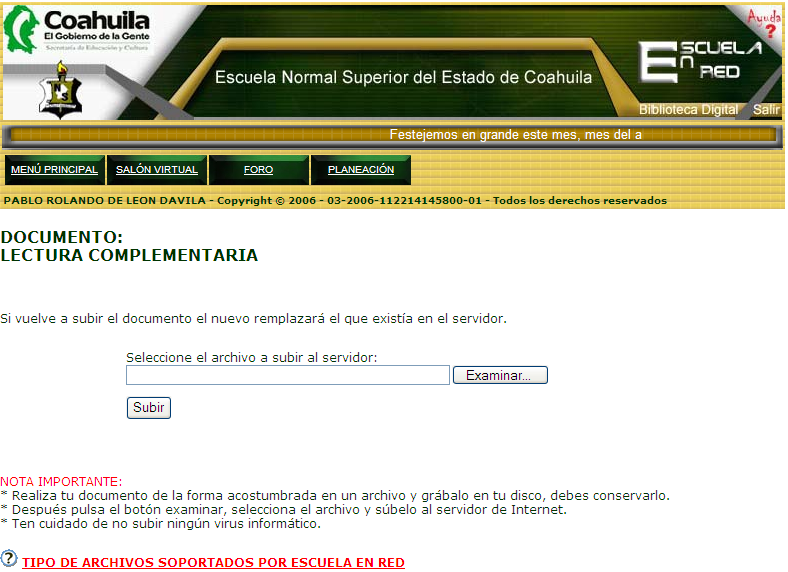 Coahuila
El Gobierno de la Gente
Secretaría de Educación y Cultura
Ayuda
?
Escuela Normal Superior del Estado de Coahuila
ESCUELA
EN
RED
NS
Biblioteca Digital
Salir
Festejemos en grande este mes, mes del a
MENÚ PRINCIPAL
SALÓN VIRTUAL
FORO
PLANEACIÓN
PABLO ROLANDO DE LEON DAVILA - Copyright © 2006 - 03-2006-112214145800-01 - Todos los derechos reservados
DOCUMENTO:
LECTURA COMPLEMENTARIA
Si vuelve a subir el documento el nuevo remplazará el que existía en el servidor.
Seleccione el archivo a subir al servidor:
Examinar...
Subir
NOTA IMPORTANTE:
* Realiza tu documento de la forma acostumbrada en un archivo y grábalo en tu disco, debes conservarlo.
* Después pulsa el botón examinar, selecciona el archivo y súbelo al servidor de Internet.
* Ten cuidado de no subir ningún virus informático.
? TIPO DE ARCHIVOS SOPORTADOS POR ESCUELA EN RED